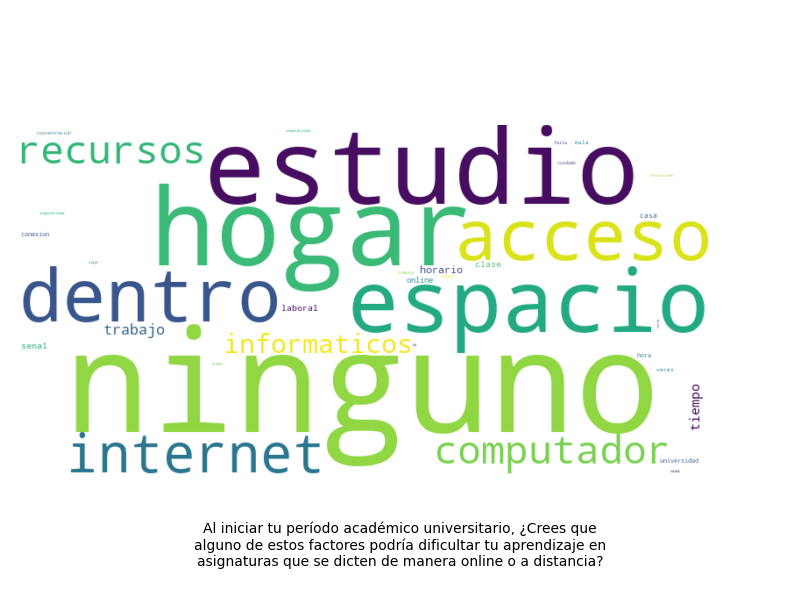 concentracion
recursos
estudio
falta
mala
cuidado
hogar
acceso
casa
conexion
dentro
espacio
horario
clase
online
laboral
trabajo
informaticos
senal
ninguno
hora
veces
tiempo
internet
computador
universidad
Al iniciar tu período académico universitario, ¿Crees que
alguno de estos factores podría dificultar tu aprendizaje en
asignaturas que se dicten de manera online o a distancia?